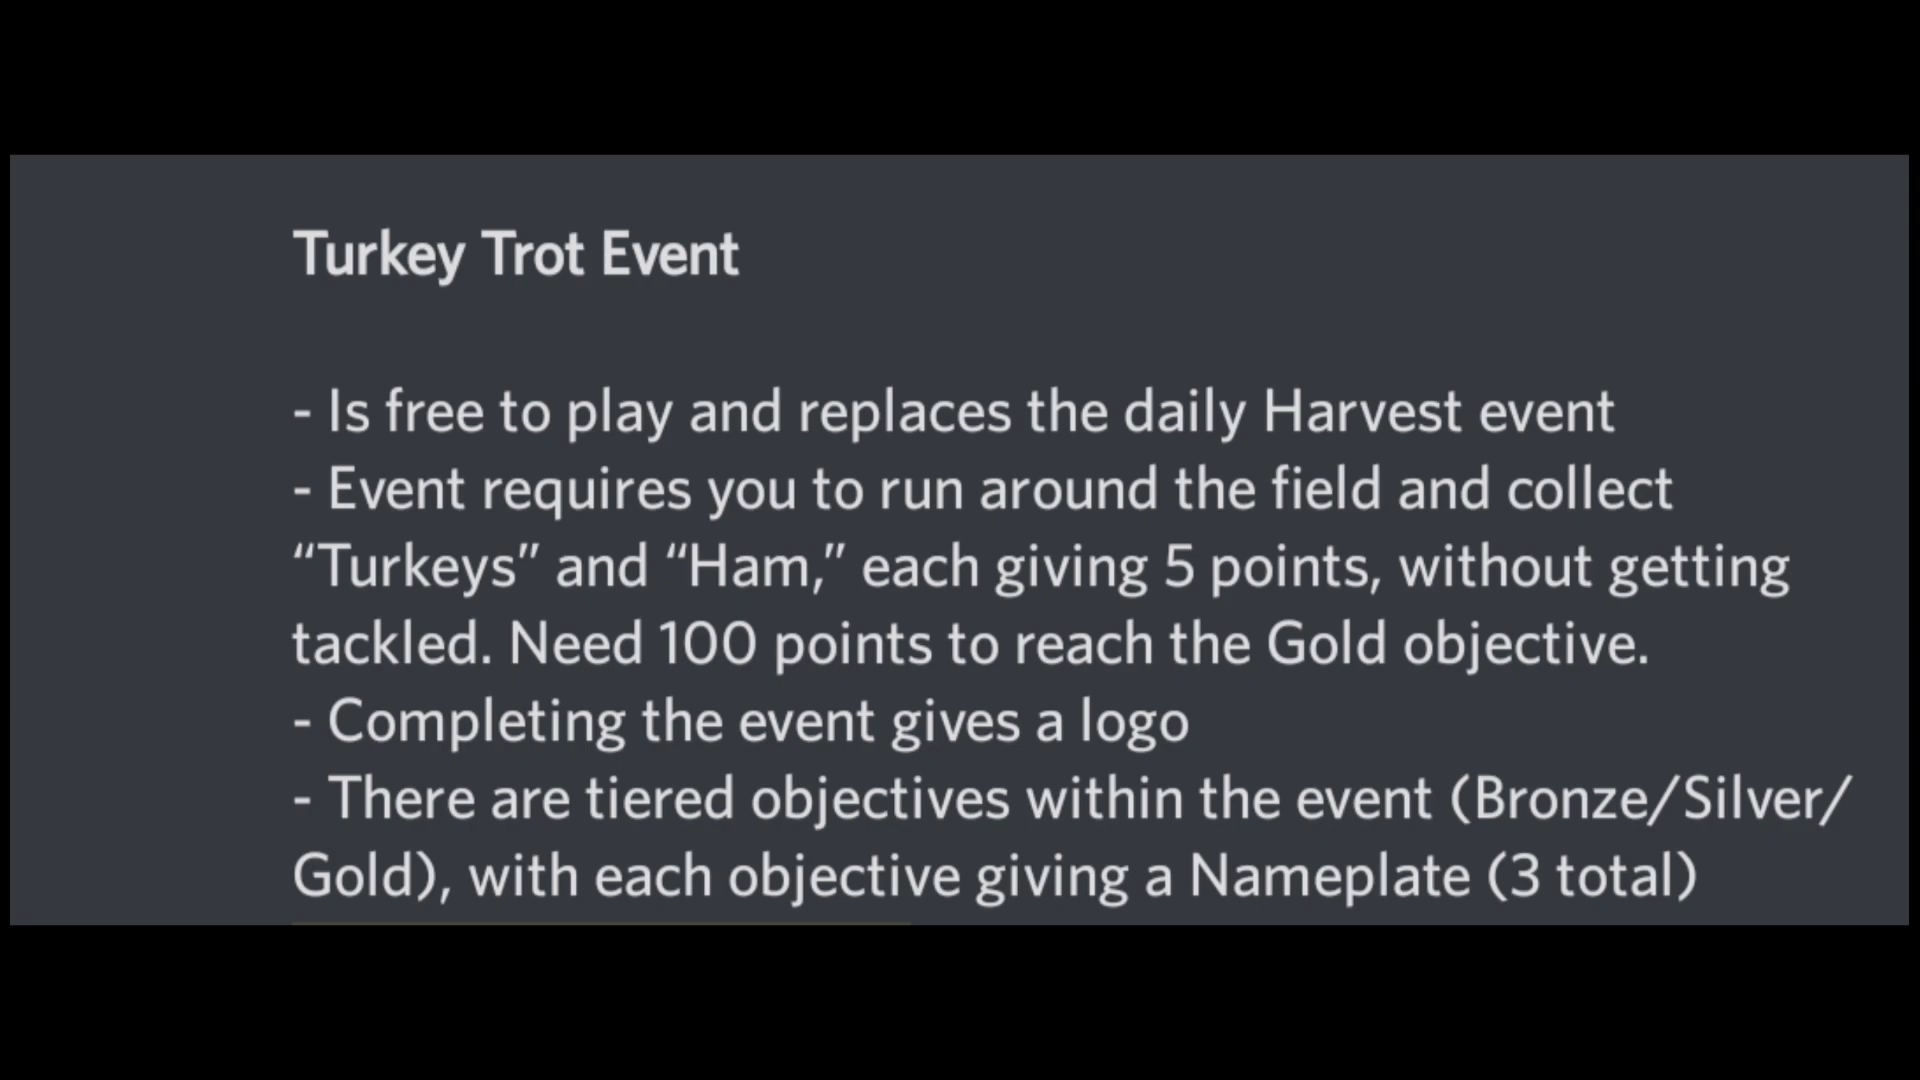 Turkey Trot Event
- Is free to play and replaces the daily Harvest event
- Event requires you to run around the field and collect
“Turkeys” and “Ham,” each giving 5 points, without getting
tackled. Need 100 points to reach the Gold objective.
- Completing the event gives a logo
- There are tiered objectives within the event (Bronze/Silver/
Gold), with each objective giving a Nameplate (3 total)